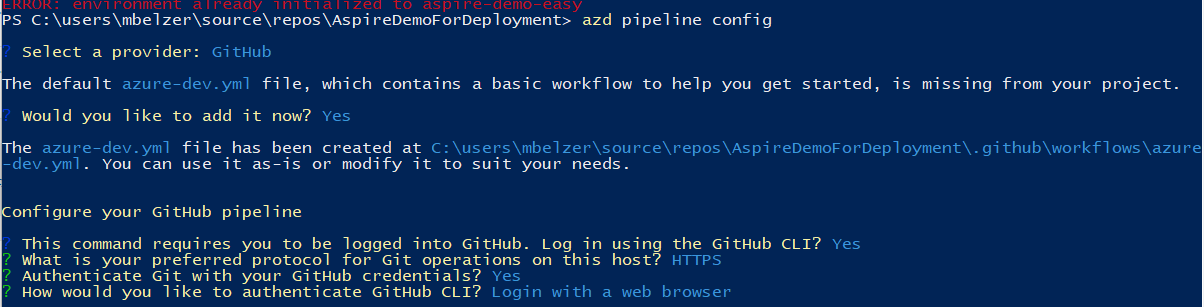 ERROR: environment already initialized to aspire-demo-easy
PS C:\users\mbelzer\source\repos\AspireDemoForDeployment> azd pipeline config
? Select a provider: GitHub
The default azure-dev.yml file, which contains a basic workflow to help you get started, is missing from your project.
? Would you like to add it now? Yes
The azure-dev.yml file has been created at C:\users\mbelzer\source\repos\AspireDemoForDeployment\.github\workflows\azure
-dev.yml. You can use it as-is or modify it to suit your needs.
Configure your GitHub pipeline
? This command requires you to be logged into GitHub. Log in using the GitHub CLI? Yes
? What is your preferred protocol for Git operations on this host? HTTPS
? Authenticate Git with your GitHub credentials? Yes
? How would you like to authenticate GitHub CLI? Login with a web browser